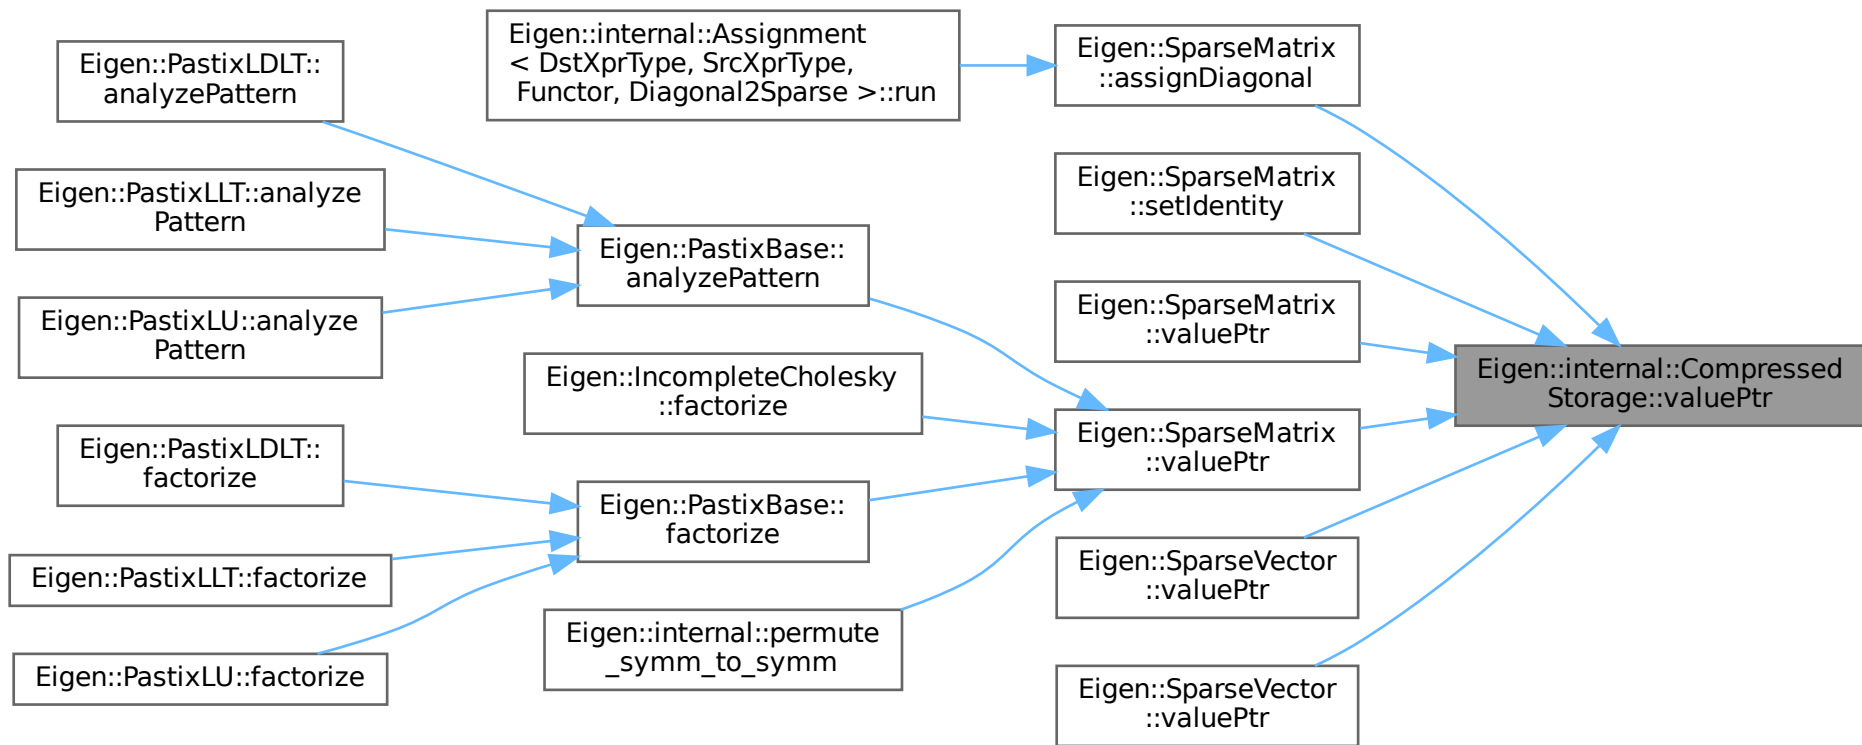 Eigen::internal::Assignment
< DstXprType, SrcXprType,
Functor, Diagonal2Sparse >::run
Eigen::SparseMatrix
::assignDiagonal
Eigen::PastixLDLT::
analyzePattern
Eigen::SparseMatrix
::setIdentity
Eigen::PastixLLT::analyze
Pattern
Eigen::PastixBase::
analyzePattern
Eigen::SparseMatrix
::valuePtr
Eigen::PastixLU::analyze
Pattern
Eigen::internal::Compressed
Storage::valuePtr
Eigen::IncompleteCholesky
::factorize
Eigen::SparseMatrix
::valuePtr
Eigen::PastixLDLT::
factorize
Eigen::PastixBase::
factorize
Eigen::PastixLLT::factorize
Eigen::SparseVector
::valuePtr
Eigen::internal::permute
_symm_to_symm
Eigen::PastixLU::factorize
Eigen::SparseVector
::valuePtr